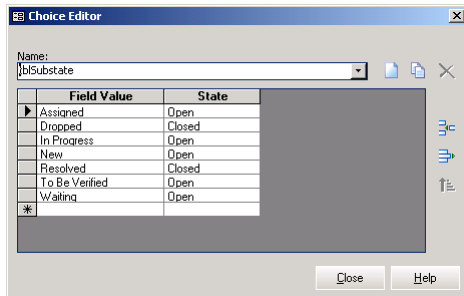 Choice Editor
Name:
tblSubstate
Field Value State
Assigned Open
Dropped Closed
In Progress Open
New Open
Resolved Closed
To Be Verified Open
Waiting Open
Close Help